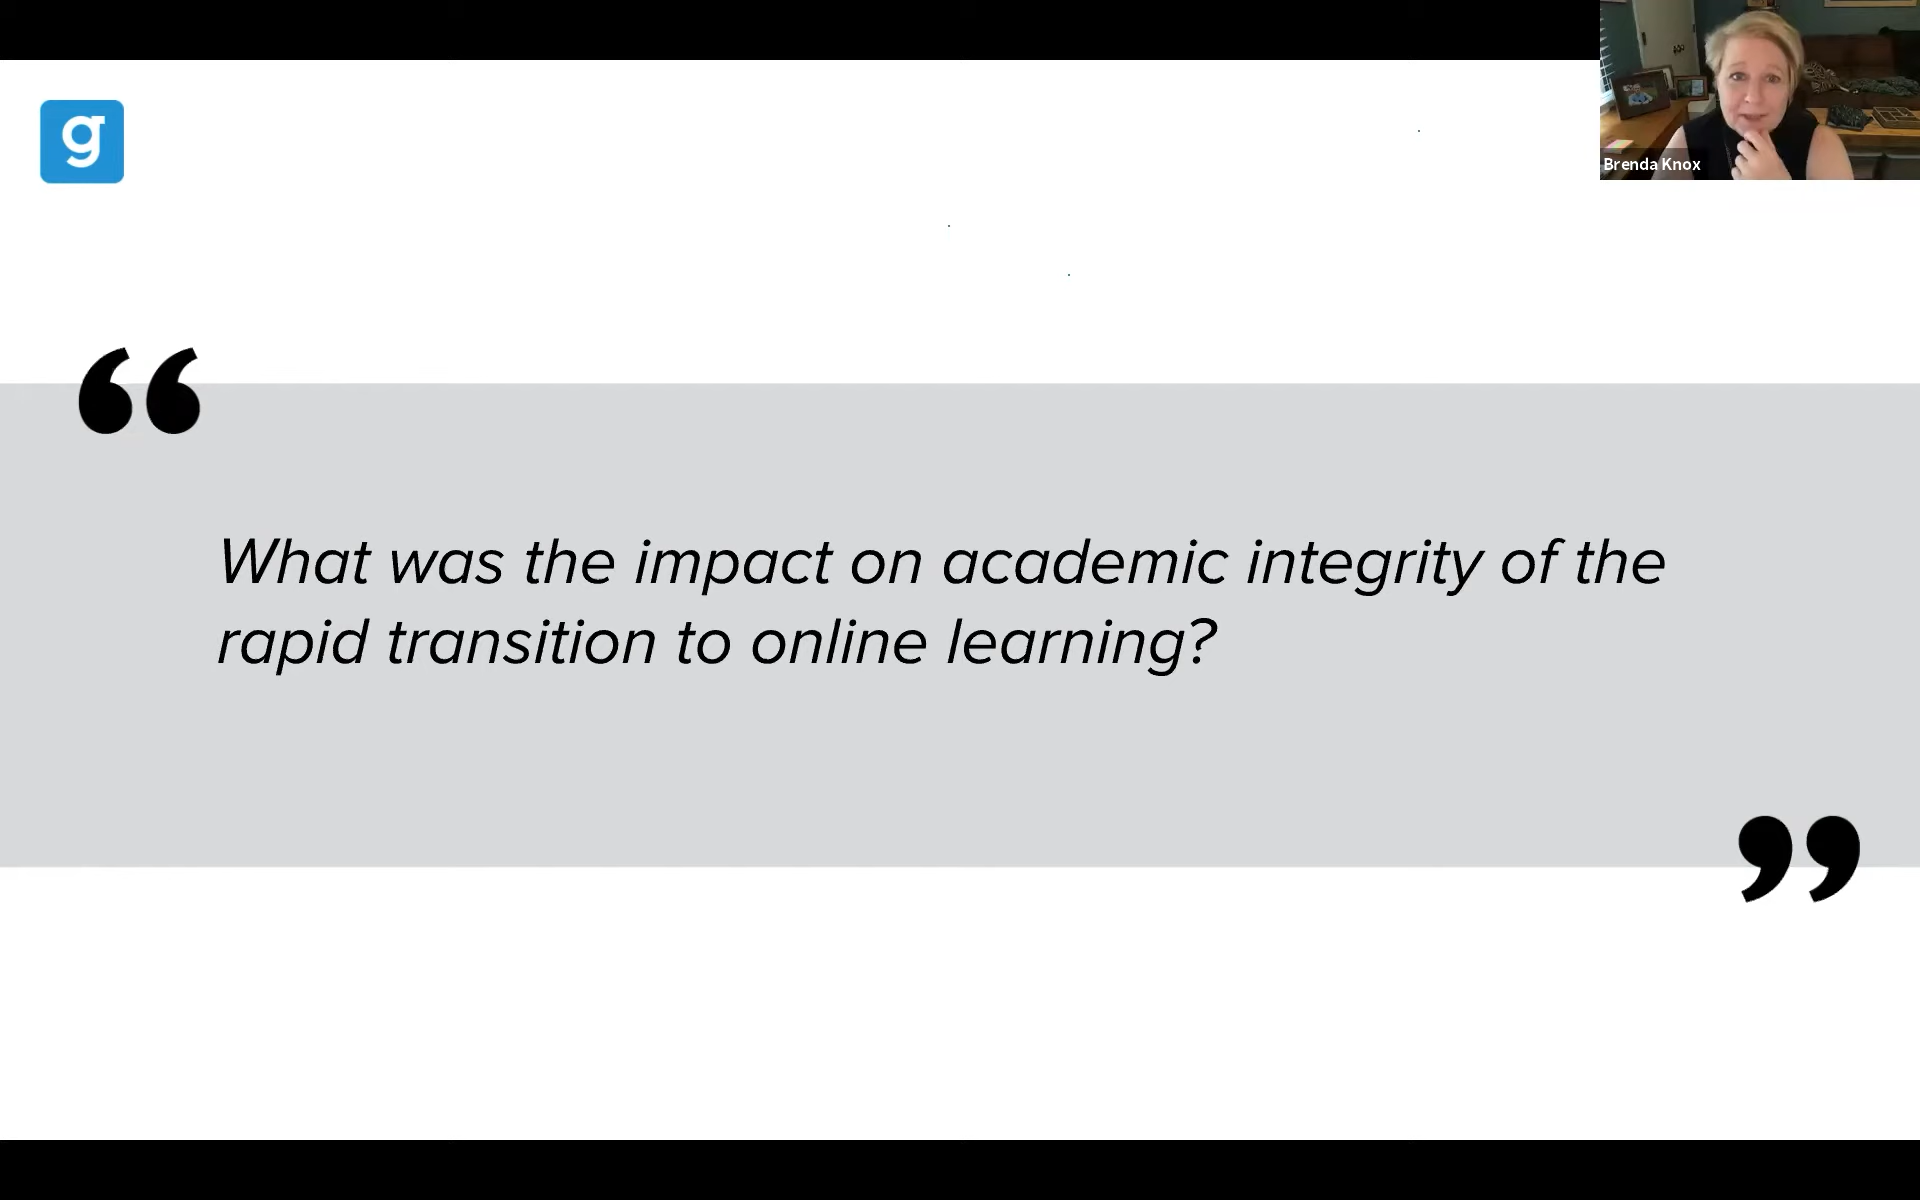 g
Brenda Knox
“
What was the impact on academic integrity of the
rapid transition to online learning?
”